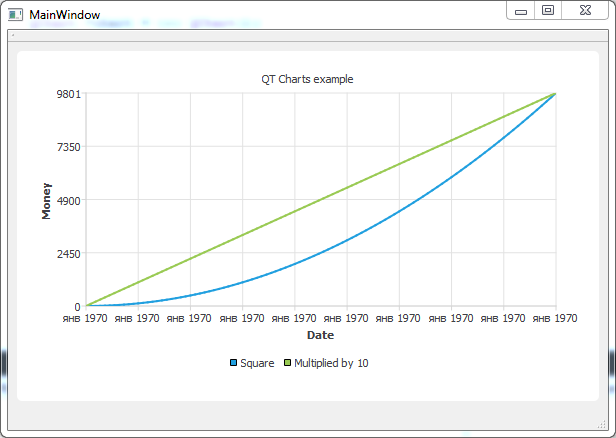 MainWindow
QT Charts example
9801
7350
4900
2450
0
Money
янв 1970 янв 1970 янв 1970 янв 1970 янв 1970 янв 1970 янв 1970 янв 1970 янв 1970 янв 1970
Date
Square Multiplied by 10